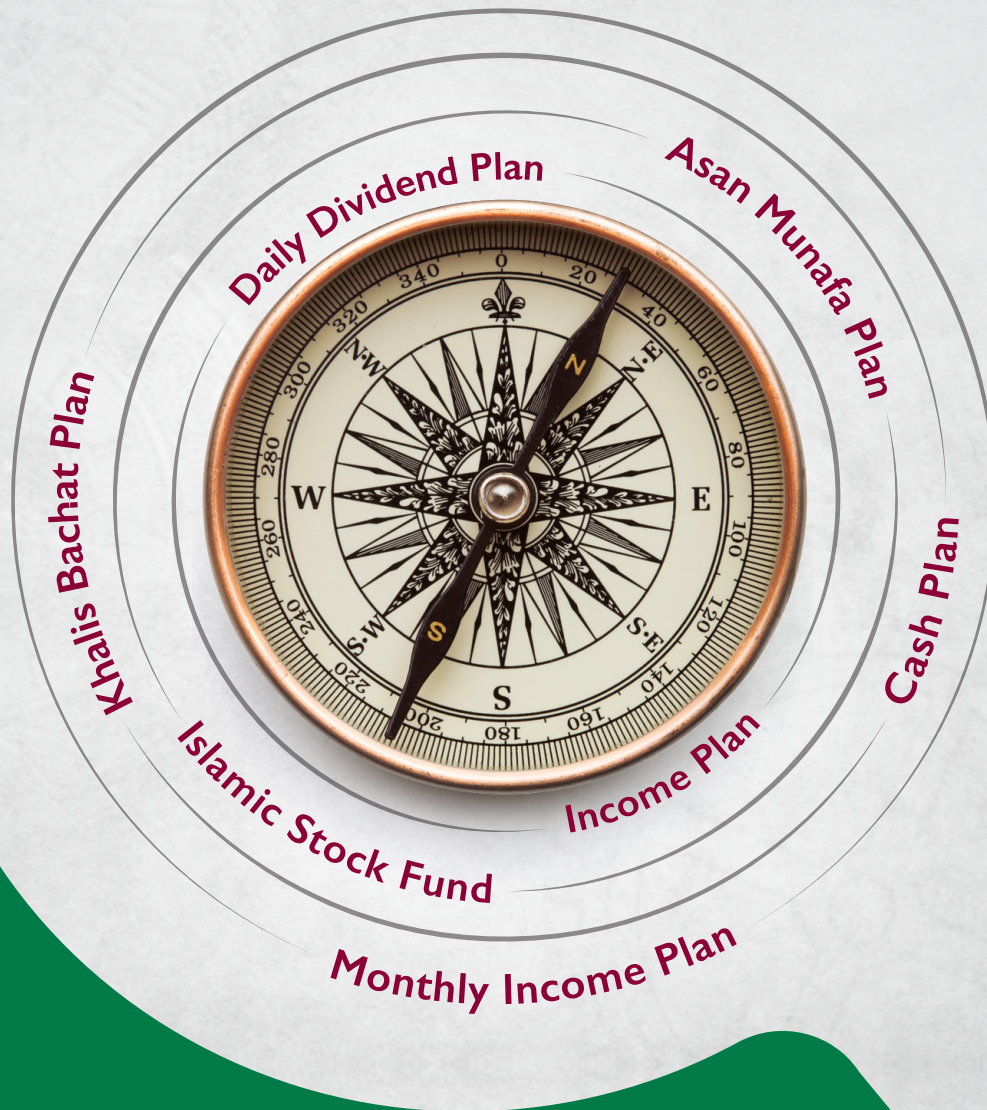 Daily Dividend Plan
Asan Munafa Plan
Khalis Bachat Plan
Cash Plan
Income Plan
Islamic Stock Fund
Monthly Income Plan
0
20
40
60
80
100
120
140
160
180
200
220
240
260
280
300
320
340
N·E
E
S·E
S
S·W
W
N·W
N
S